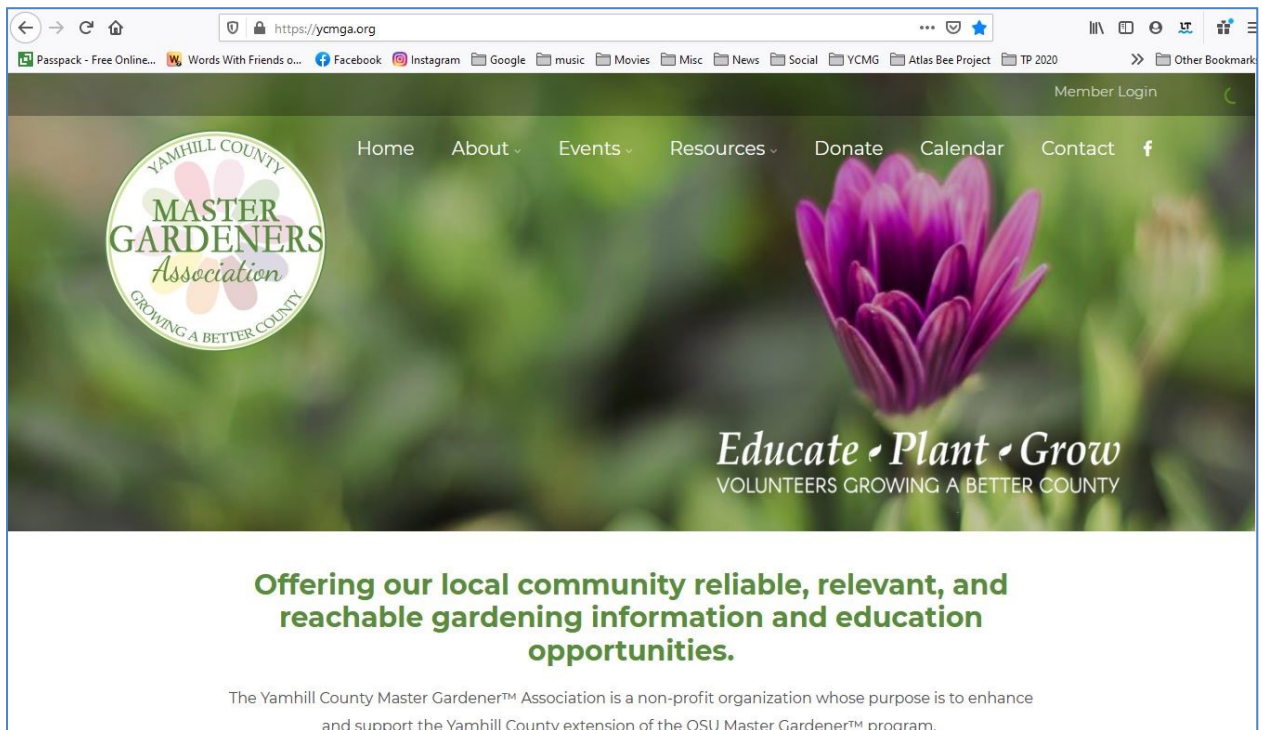 https://ycmga.org
Passpack - Free Online... Words With Friends o... Facebook Instagram Google music Movies Misc News Social YCMG Atlas Bee Project TP 2020 Other Bookmark
Member Login
YAMHILL COUNTY
MASTER
GARDENERS
Association
GROWING A BETTER COUNTY
Home About Events Resources Donate Calendar Contact f
Educate - Plant - Grow
VOLUNTEERS GROWING A BETTER COUNTY
Offering our local community reliable, relevant, and
reachable gardening information and education
opportunities.
The Yamhill County Master Gardener™ Association is a non-profit organization whose purpose is to enhance
and support the Yamhill County extension of the OSU Master Gardener™ program.